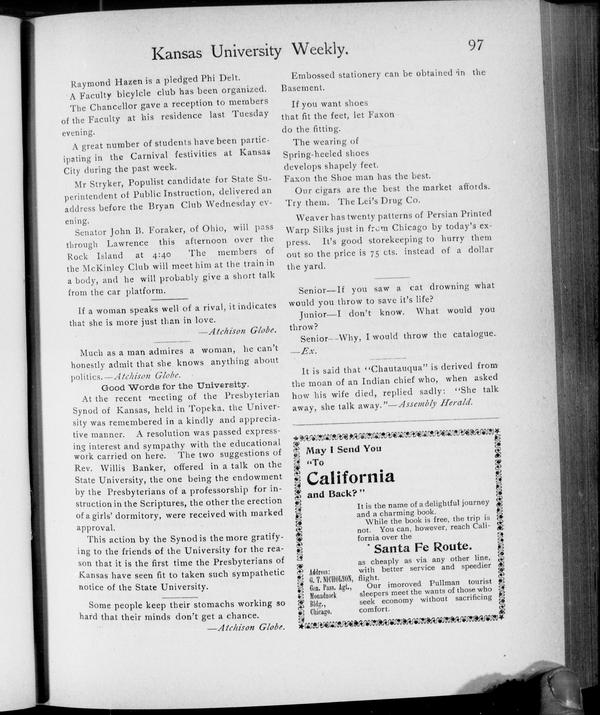 Kansas University Weekly.
97
Raymond Hazen is a pledged Phi Delt.
A Faculty bicylcle club has been organized.
The Chancellor gave a reception to members
of the Faculty at his residence last Tuesday
evening.
A great number of students have been partic-
ipating in the Carnival festivities at Kansas
City during the past week.
Mr Stryker, Populist candidate for State Su-
perintendent of Public Instruction, delivered an
address before the Bryan Club Wednesday ev-
ening.
Senator John B. Foraker, of Ohio, will pass
through Lawrence this afternoon over the
Rock Island at 4:40 The members of
the McKinley Club will meet him at the train in
a body, and he will probably give a short talk
from the car platform.
If a woman speaks well of a rival, it indicates
that she is more just than in love.
—Atchison Globe.
Much as a man admires a woman, he can't
honestly admit that she knows anything about
politics.—Atchison Globe.
Good Words for the University.
At the recent meeting of the Presbyterian
Synod of Kansas, held in Topeka, the Univer-
sity was remembered in a kindly and apprecia-
tive manner. A resolution was passed express-
ing interest and sympathy with the educational
work carried on here. The two suggestions of
Rev. Willis Banker, offered in a talk on the
State University, the one being the endowment
by the Presbyterians of a professorship for in-
struction in the Scriptures, the other the erection
of a girls' dormitory, were received with marked
approval.
This action by the Synod is the more gratify-
ing to the friends of the University for the rea-
son that it is the first time the Presbyterians of
Kansas have seen fit to taken such sympathetic
notice of the State University.
Some people keep their stomachs working so
hard that their minds don't get a chance.
—Atchison Globe.
Embossed stationery can be obtained in the
Basement.
If you want shoes
that fit the feet, let Faxon
do the fitting.
The wearing of
Spring-heeled shoes
develops shapely feet.
Faxon the Shoe man has the best.
Our cigars are the best the market affords.
Try them. The Lei's Drug Co.
Weaver has twenty patterns of Persian Printed
Warp Silks just in from Chicago by today's ex-
press. It's good storekeeping to hurry them
out so the price is 75 cts. instead of a dollar
the yard.
Senior—If you saw a cat drowning what
would you throw to save it's life?
Junior—I don't know. What would you
throw?
Senior--Why, I would throw the catalogue.
—Ex.
It is said that "Chautauqua" is derived from
the moan of an Indian chief who, when asked
how his wife died, replied sadly: "She talk
away, she talk away."—Assembly Herald.
May I Send You
"To
California
and Back?"
It is the name of a delightful journey
and a charming book.
While the book is free, the trip is
not. You can, however, reach Cali-
fornia over the
Santa Fe Route.
as cheaply as via any other line,
with better service and speedier
flight.
Our imoroved Pullman tourist
sleepers meet the wants of those who
seek economy without sacrificing
comfort.
Address:
G. T. NICHOLSON,
Gen. Pass. Agt.,
Monadnock
Bldg.,
Chicago.